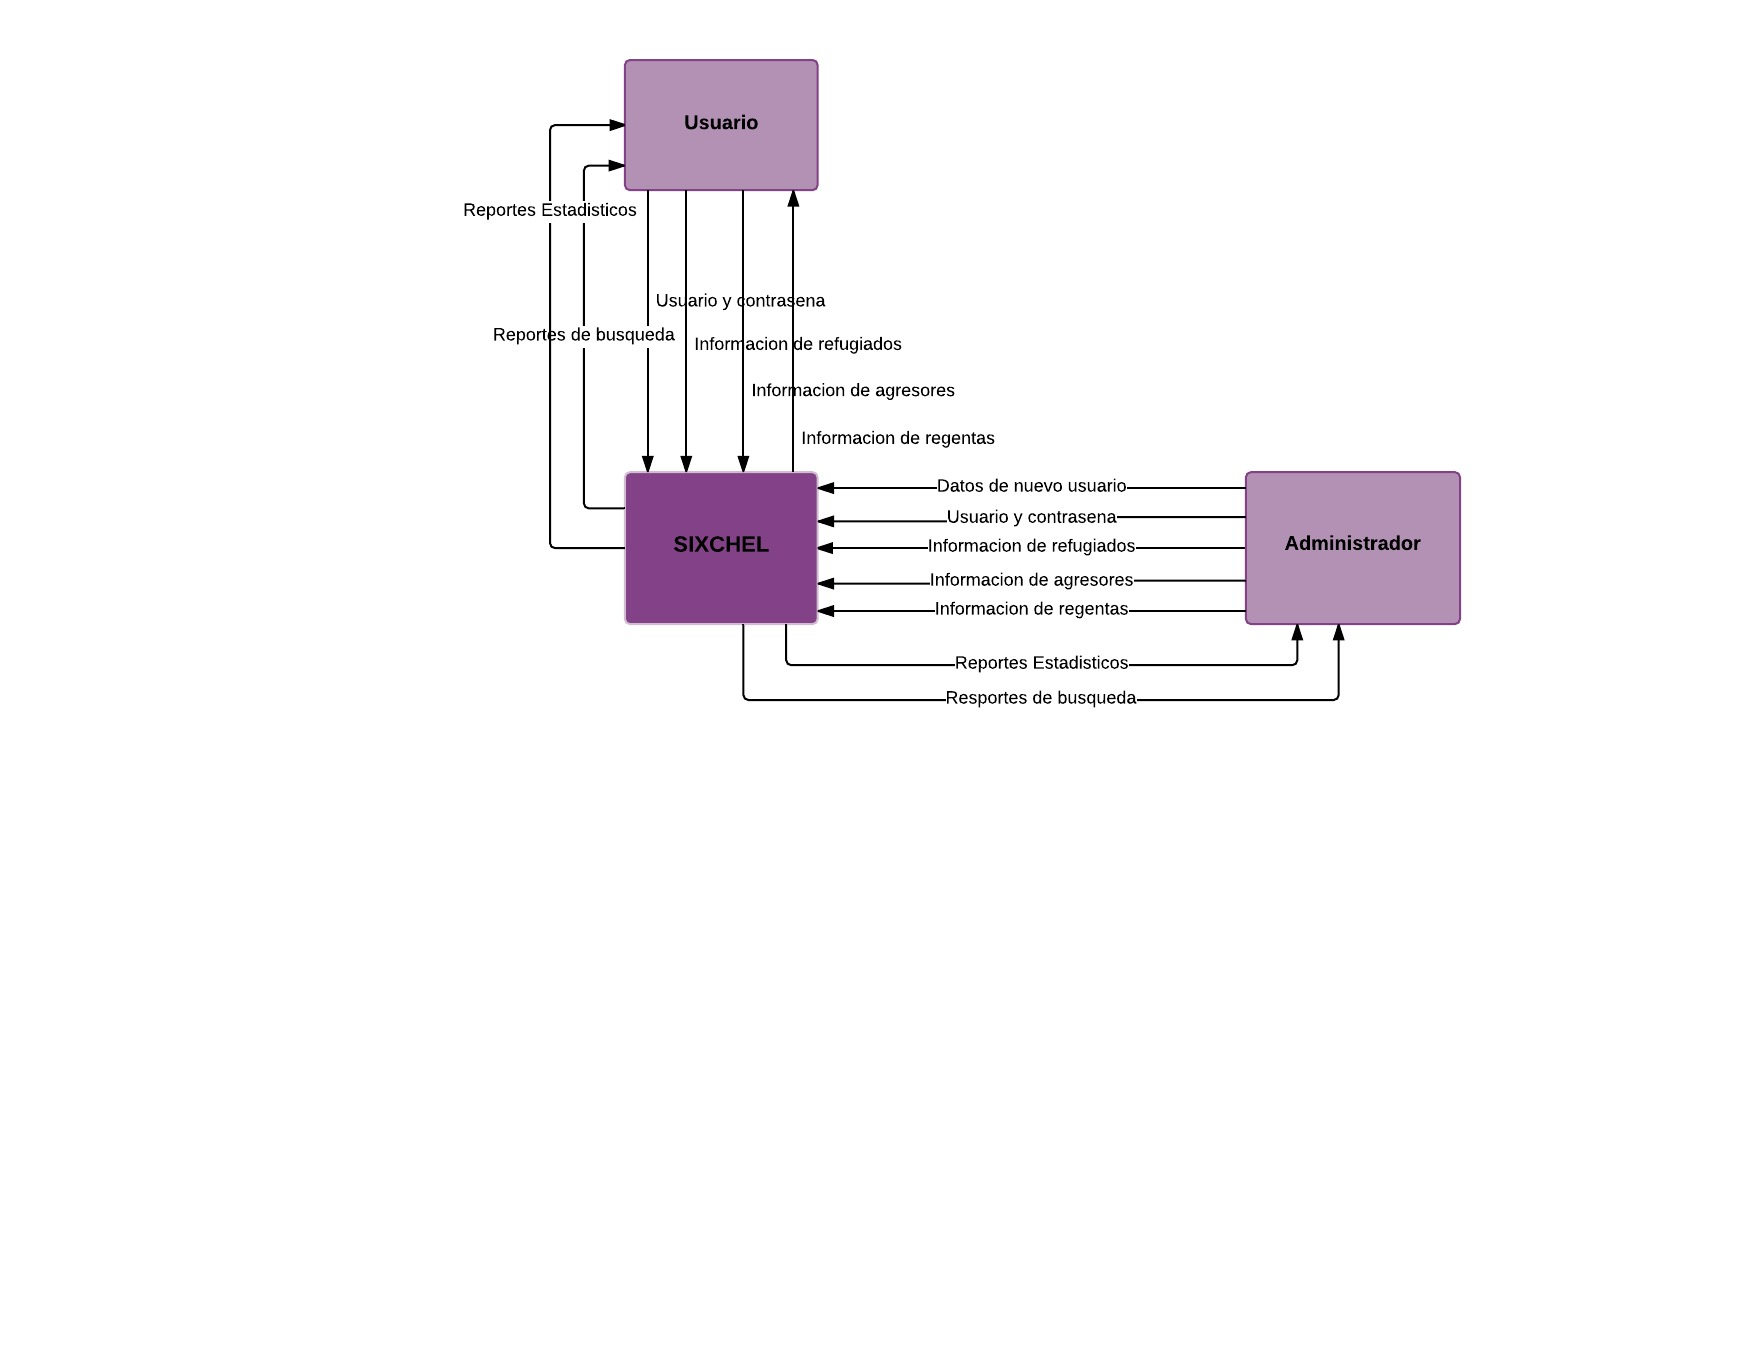 Usuario
Reportes Estadisticos
Usuario y contrasena
Reportes de busqueda
Informacion de refugiados
Informacion de agresores
Informacion de regentas
SIXCHEL
Datos de nuevo usuario
Usuario y contrasena
Informacion de refugiados
Informacion de agresores
Informacion de regentas
Administrador
Reportes Estadisticos
Resportes de busqueda